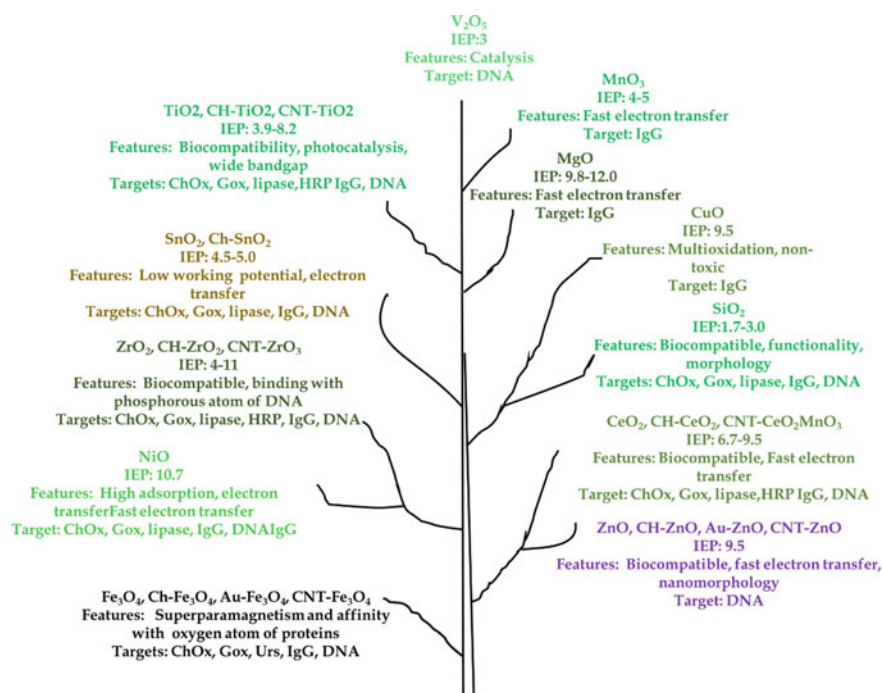 V₂O₅
IEP:3
Features: Catalysis
Target: DNA
MnO₃
IEP: 4-5
Features: Fast electron transfer
Target: IgG
TiO2, CH-TiO2, CNT-TiO2
IEP: 3.9-8.2
Features: Biocompatibility, photocatalysis,
wide bandgap
Targets: ChOx, Gox, lipase,HRP IgG, DNA
MgO
IEP: 9.8-12.0
Features: Fast electron transfer
Target: IgG
CuO
IEP: 9.5
Features: Multioxidation, non-
toxic
Target: IgG
SnO₂, Ch-SnO₂
IEP: 4.5-5.0
Features: Low working potential, electron
transfer
Targets: ChOx, Gox, lipase, IgG, DNA
SiO₂
IEP:1.7-3.0
Features: Biocompatible, functionality,
morphology
Targets: ChOx, Gox, lipase, IgG, DNA
ZrO₂, CH-ZrO₂, CNT-ZrO₃
IEP: 4-11
Features: Biocompatible, binding with
phosphorous atom of DNA
Targets: ChOx, Gox, lipase, HRP, IgG, DNA
CeO₂, CH-CeO₂, CNT-CeO₂MnO₃
IEP: 6.7-9.5
Features: Biocompatible, Fast electron
transfer
Target: ChOx, Gox, lipase,HRP IgG, DNA
NiO
IEP: 10.7
Features: High adsorption, electron
transferFast electron transfer
Target: ChOx, Gox, lipase, IgG, DNAIgG
ZnO, CH-ZnO, Au-ZnO, CNT-ZnO
IEP: 9.5
Features: Biocompatible, fast electron transfer,
nanomorphology
Target: DNA
Fe₃O₄, Ch-Fe₃O₄, Au-Fe₃O₄, CNT-Fe₃O₄
Features: Superparamagnetism and affinity
with oxygen atom of proteins
Targets: ChOx, Gox, Urs, IgG, DNA